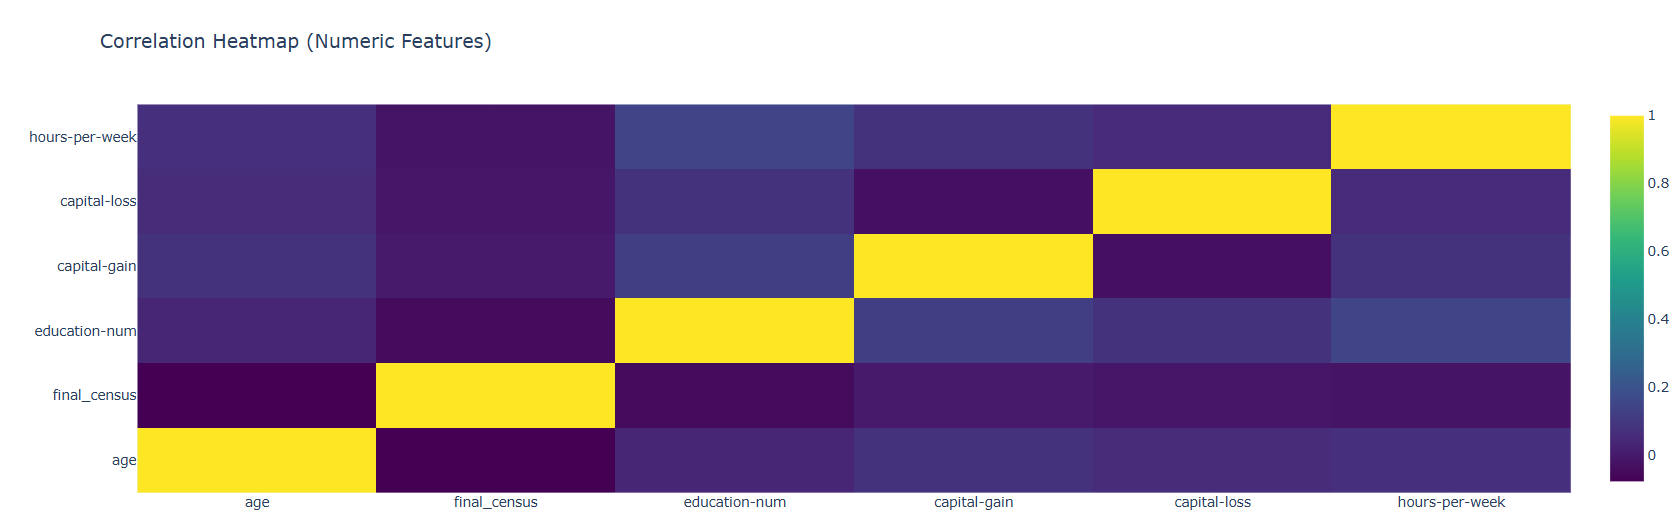 Correlation Heatmap (Numeric Features)
hours-per-week
capital-loss
capital-gain
education-num
final_census
age
age final_census education-num capital-gain capital-loss hours-per-week
1
0.8
0.6
0.4
0.2
0